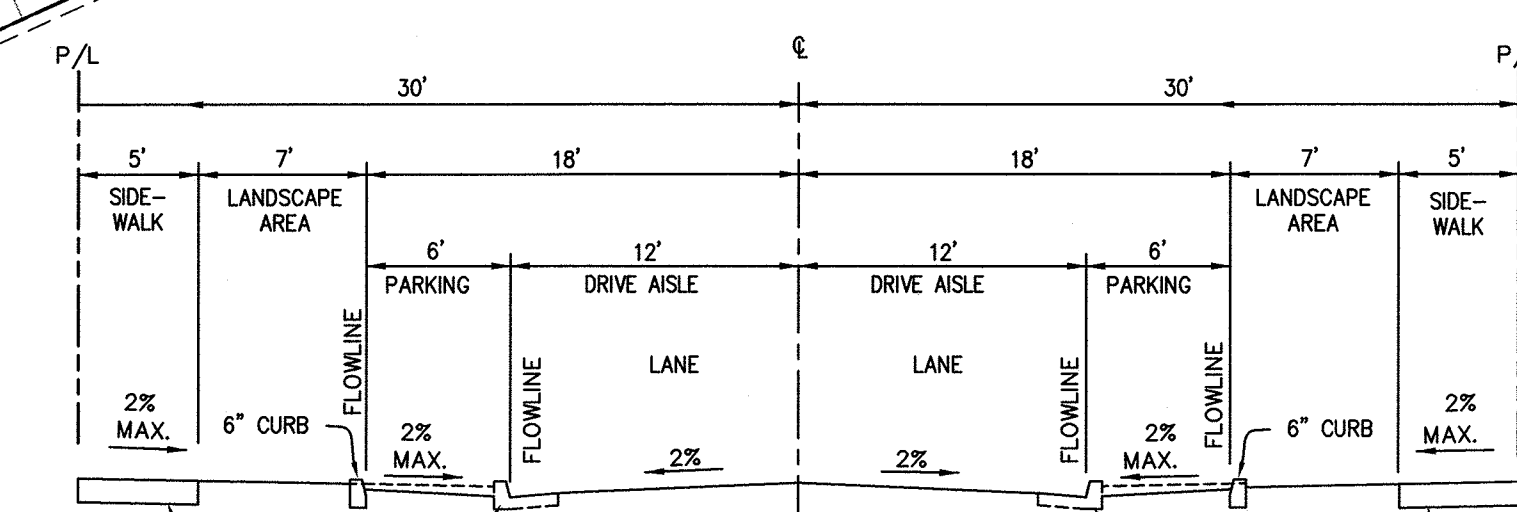 P/L
℄
P/
30'
30'
5'
7'
18'
18'
7'
5'
SIDE-
WALK
LANDSCAPE
AREA
LANDSCAPE
AREA
SIDE-
WALK
6'
12'
12'
6'
PARKING
DRIVE AISLE
DRIVE AISLE
PARKING
FLOWLINE
FLOWLINE
LANE
LANE
FLOWLINE
FLOWLINE
2%
MAX.
6" CURB
2%
MAX.
2%
2%
2%
MAX.
6" CURB
2%
MAX.